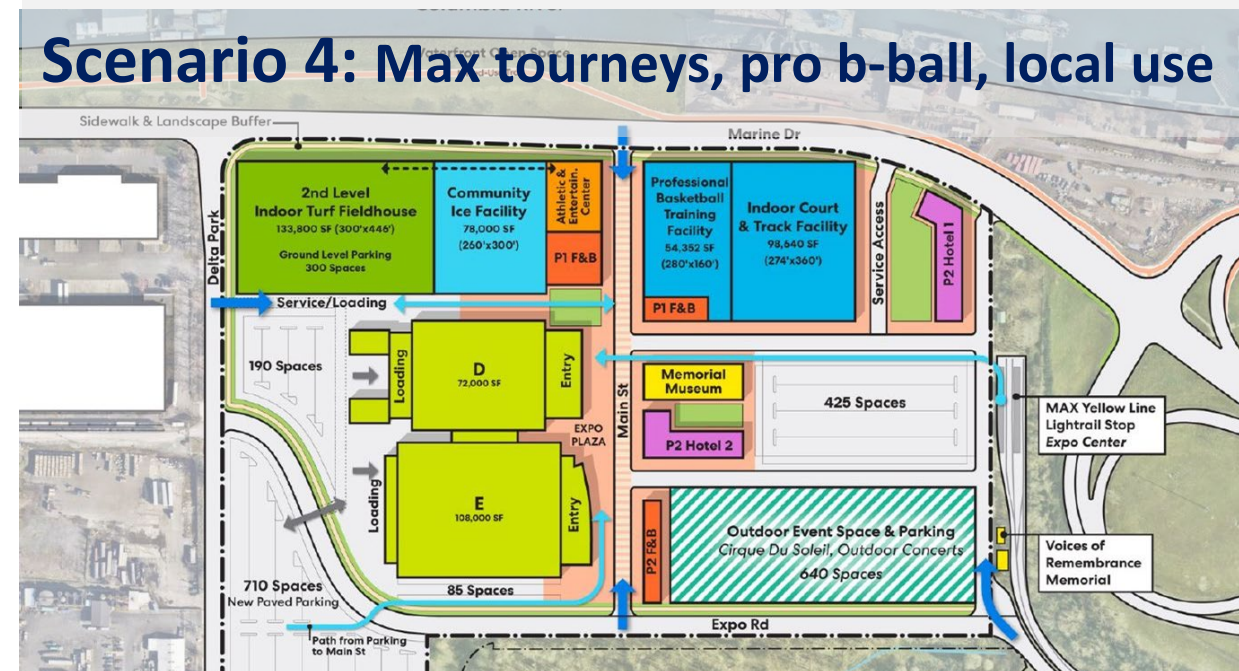 Columbia River
Scenario 4: Max tourneys, pro b-ball, local use
Waterfront Open Space
Sidewalk & Landscape Buffer
Marine Dr
Delta Park
2nd Level
Indoor Turf Fieldhouse
133,800 SF (300'x446')
Ground Level Parking
300 Spaces
Community
Ice Facility
78,000 SF
(260'x300')
Athletic &
Entertain.
Center
P1 F&B
Professional
Basketball
Training
Facility
54,352 SF
(280'x160')
P1 F&B
Indoor Court
& Track Facility
98,640 SF
(274'x360')
Service Access
P2 Hotel 1
Service/Loading
190 Spaces
Loading
D
72,000 SF
Entry
EXPO
PLAZA
Main St
Memorial
Museum
P2 Hotel 2
425 Spaces
MAX Yellow Line
Lightrail Stop
Expo Center
Loading
E
108,000 SF
Entry
P2 F&B
Outdoor Event Space & Parking
Cirque Du Soleil, Outdoor Concerts
640 Spaces
Voices of
Remembrance
Memorial
710 Spaces
New Paved Parking
85 Spaces
Path from Parking
to Main St
Expo Rd